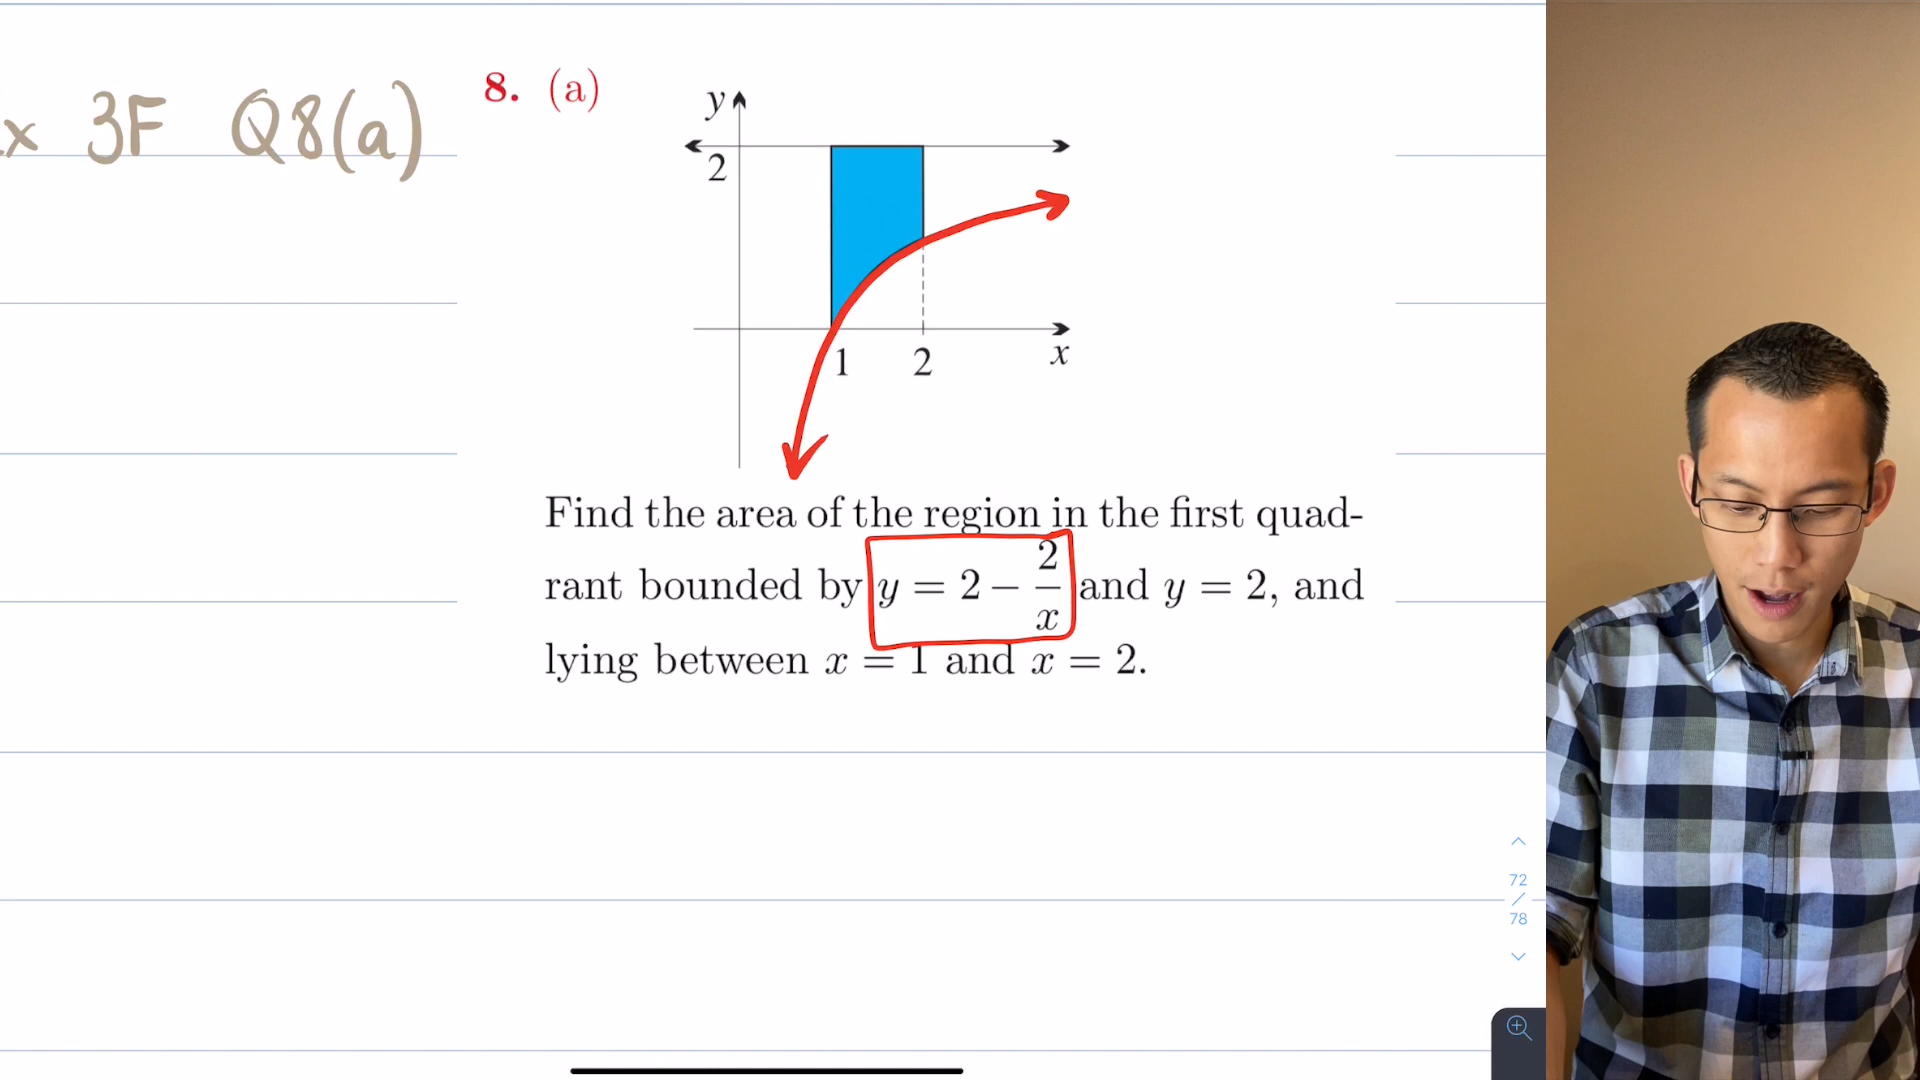 x 3F Q8(a)
8. (a)
y
2
1 2 x
Find the area of the region in the first quad-
rant bounded by y = 2 − 2/x and y = 2, and
lying between x = 1 and x = 2.
72
/
78